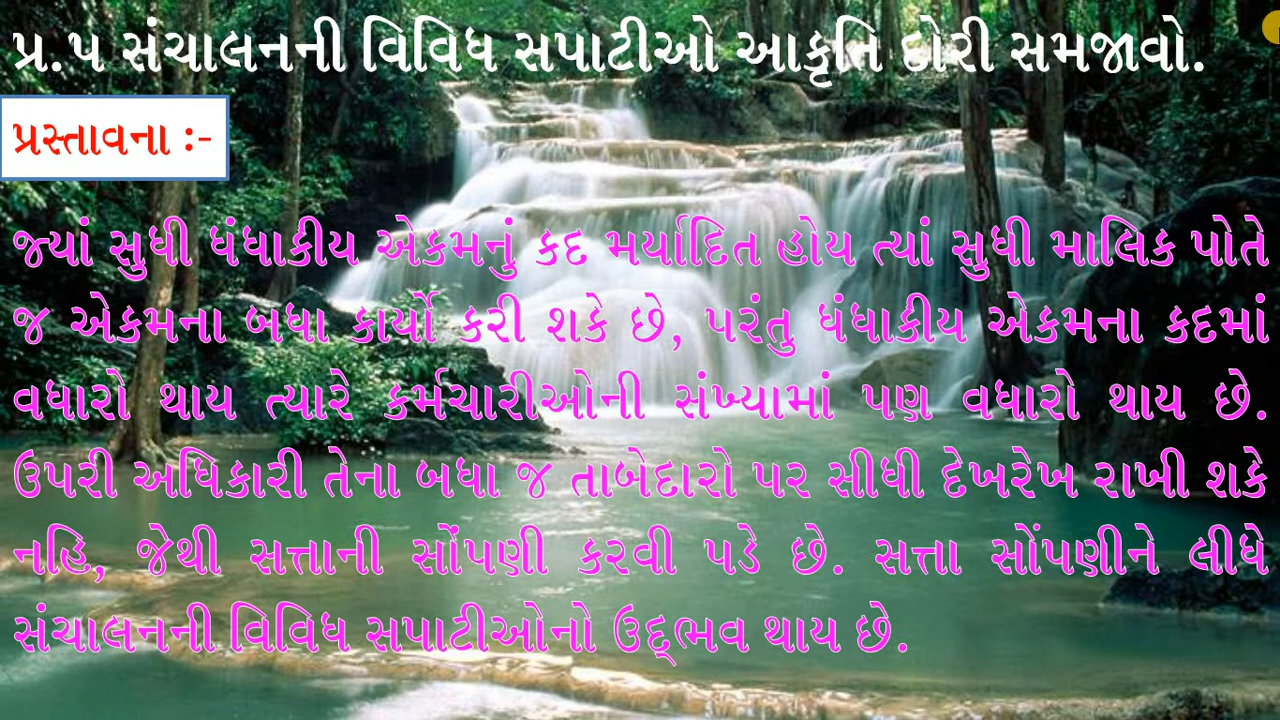 પ્ર.૫ સંચાલનની વિવિધ સપાટીઓ આકૃતિ દોરી સમજાવો.
પ્રસ્તાવના :-
જ્યાં સુધી ધંધાકીય એકમનું કદ મર્યાદિત હોય ત્યાં સુધી માલિક પોતે
જ એકમના બધા કાર્યો કરી શકે છે, પરંતુ ધંધાકીય એકમના કદમાં
વધારો થાય ત્યારે કર્મચારીઓની સંખ્યામાં પણ વધારો થાય છે.
ઉપરી અધિકારી તેના બધા જ તાબેદારો પર સીધી દેખરેખ રાખી શકે
નહિ, જેથી સત્તાની સોંપણી કરવી પડે છે. સત્તા સોંપણીને લીધે
સંચાલનની વિવિધ સપાટીઓનો ઉદ્‌ભવ થાય છે.